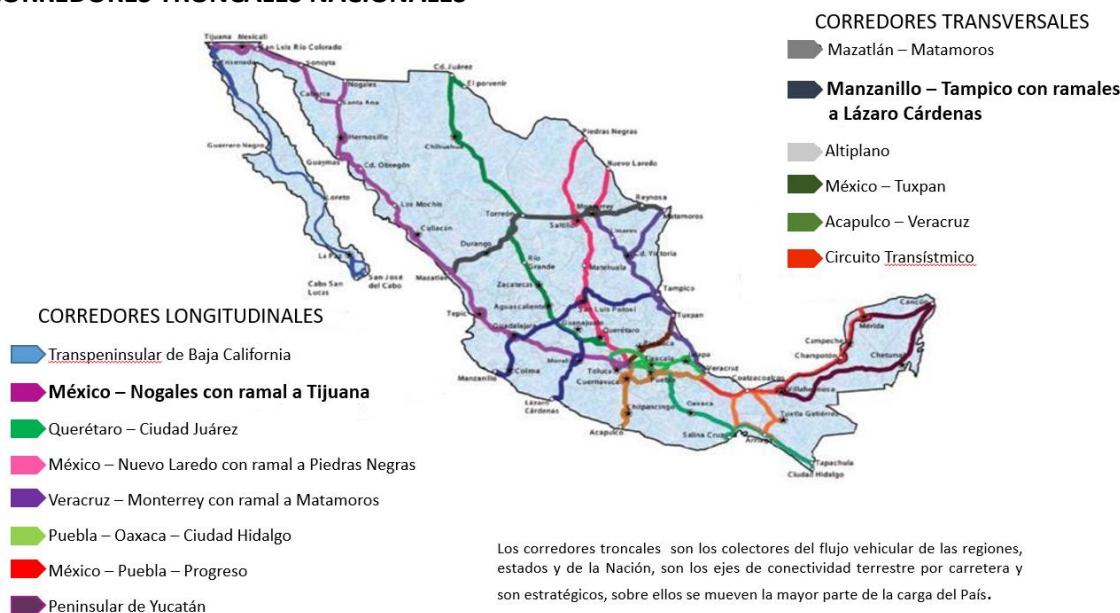 CORREDORES TRONCALES NACIONALES
CORREDORES TRANSVERSALES
Mazatlán – Matamoros
Manzanillo – Tampico con ramales
a Lázaro Cárdenas
Altiplano
México – Tuxpan
Acapulco – Veracruz
Circuito Transístmico
Tijuana Mexicali
San Luis Río Colorado
Ensenada
Sonoyta
Caborca
Nogales
Santa Ana
Cd. Juárez
El porvenir
Hermosillo
Chihuahua
Piedras Negras
Guerrero Negro
Guaymas
Cd. Obregón
Nuevo Laredo
Loreto
Los Mochis
Culiacán
Torreón
Monterrey
Saltillo
Reynosa
Matamoros
Linares
Durango
Cd. Victoria
La Paz
San José
del Cabo
Cabo San
Lucas
Mazatlán
Río
Grande
Matehuala
Zacatecas
Tampico
Aguascalientes
San Luis Potosí
Tepic
Guadalajara
Guanajuato
Querétaro
Tuxpan
Cancún
Mérida
Campeche
Champotón
Chetumal
Manzanillo
Colima
Toluca
Tlaxcala
Jalapa
Veracruz
Cuernavaca
Puebla
Coatzacoalcos
Villahermosa
Lázaro
Cárdenas
Chilpancingo
Oaxaca
Tuxtla Gutiérrez
Acapulco
Salina Cruz
Arriaga
Tapachula
Ciudad Hidalgo
CORREDORES LONGITUDINALES
Transpeninsular de Baja California
México – Nogales con ramal a Tijuana
Querétaro – Ciudad Juárez
México – Nuevo Laredo con ramal a Piedras Negras
Veracruz – Monterrey con ramal a Matamoros
Puebla – Oaxaca – Ciudad Hidalgo
México – Puebla – Progreso
Peninsular de Yucatán
Los corredores troncales son los colectores del flujo vehicular de las regiones,
estados y de la Nación, son los ejes de conectividad terrestre por carretera y
son estratégicos, sobre ellos se mueven la mayor parte de la carga del País.